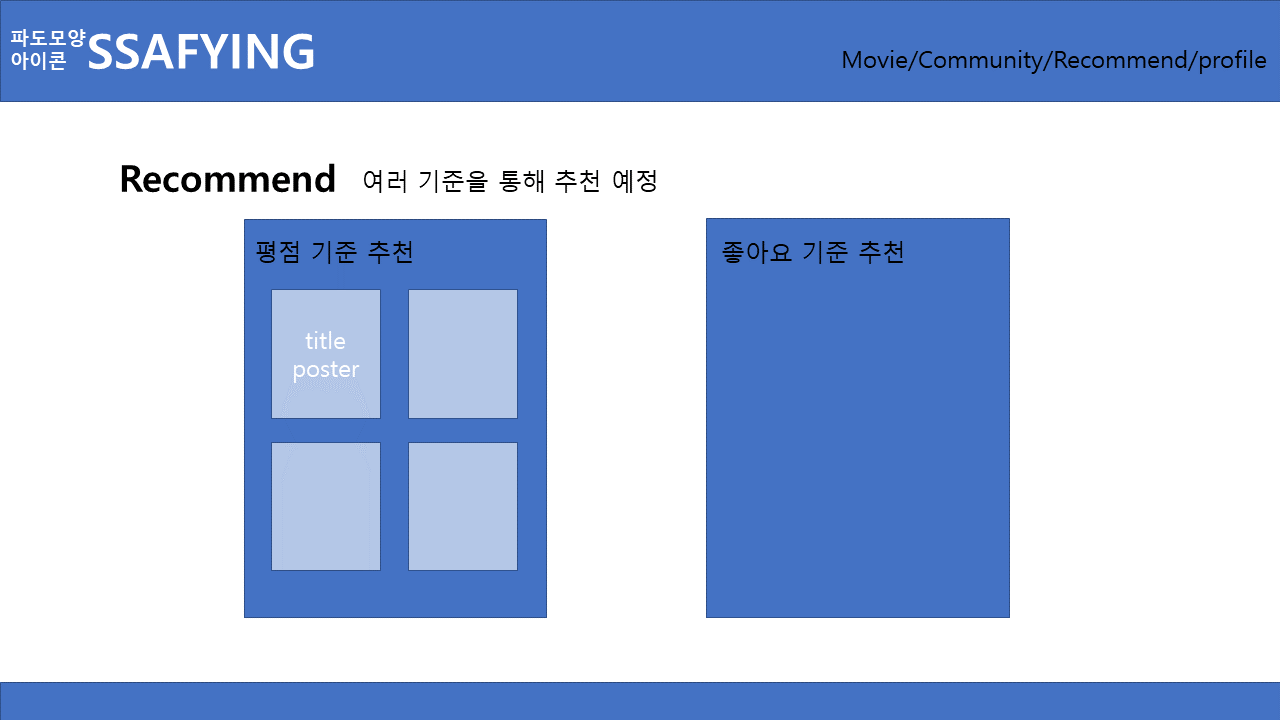 파도모양
아이콘
SSAFYING
Movie/Community/Recommend/profile
Recommend 여러 기준을 통해 추천 예정
평점 기준 추천
title
poster
좋아요 기준 추천